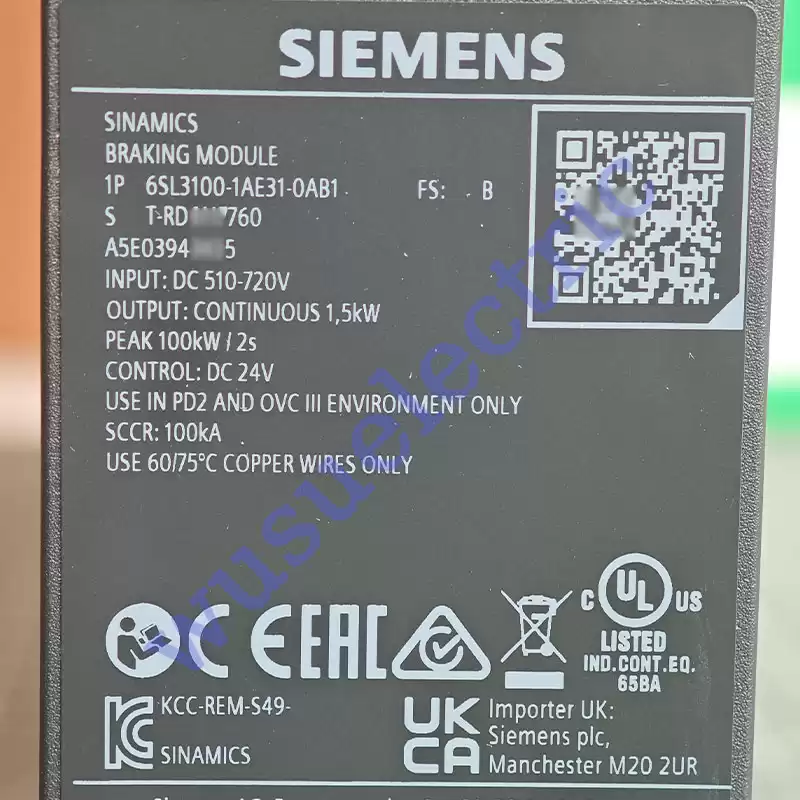 SIEMENS
SINAMICS
BRAKING MODULE
1P 6SL3100-1AE31-0AB1 FS: B
S T-RD 7760
A5E0394 5
INPUT: DC 510-720V
OUTPUT: CONTINUOUS 1,5kW
PEAK 100kW / 2s
CONTROL: DC 24V
USE IN PD2 AND OVC III ENVIRONMENT ONLY
SCCR: 100kA
USE 60/75°C COPPER WIRES ONLY
wusuelectric
CE EAC
C UL US
LISTED
IND.CONT.EQ.
65BA
KCC-REM-S49-
SINAMICS
UK
CA
Importer UK:
Siemens plc,
Manchester M20 2UR